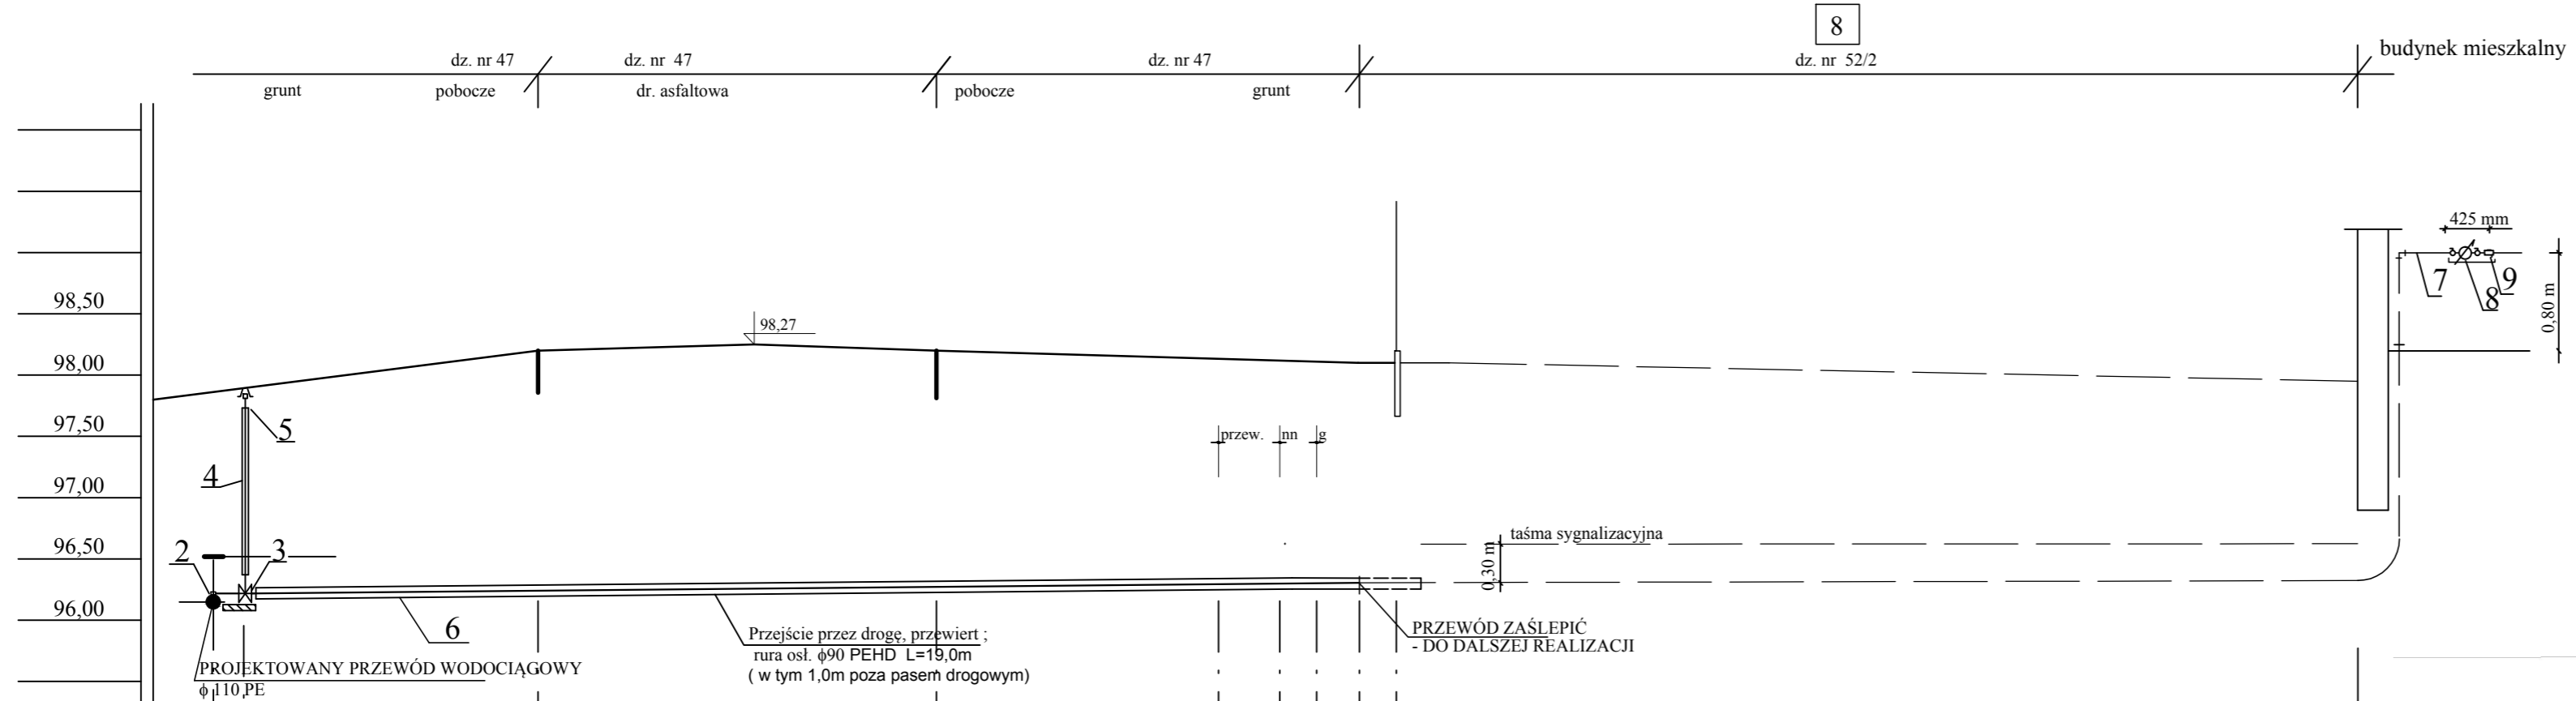 8
dz. nr 47
dz. nr 47
dz. nr 47
dz. nr 52/2
budynek mieszkalny
grunt
pobocze
dr. asfaltowa
pobocze
grunt
425 mm
7
8
9
0,80 m
98,50
98,27
98,00
97,50
5
przew.
nn
g
4
97,00
96,50
2
3
taśma sygnalizacyjna
0,30 m
96,00
6
Przejście przez drogę, przewiert ;
rura osł. ϕ90 PEHD L=19,0m
( w tym 1,0m poza pasem drogowym)
PRZEWÓD ZAŚLEPIĆ
- DO DALSZEJ REALIZACJI
PROJEKTOWANY PRZEWÓD WODOCIĄGOWY
ϕ 110 PE